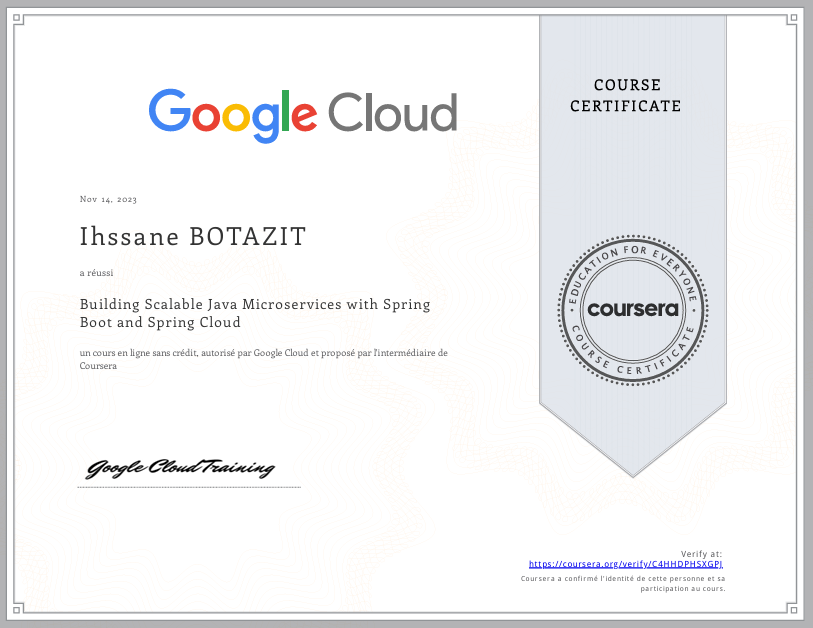 Google Cloud
COURSE
CERTIFICATE
Nov 14, 2023
Ihssane BOTAZIT
a réussi
Building Scalable Java Microservices with Spring
Boot and Spring Cloud
un cours en ligne sans crédit, autorisé par Google Cloud et proposé par l'intermédiaire de
Coursera
EDUCATION FOR EVERYONE
coursera
COURSE CERTIFICATE
Google Cloud Training
Verify at:
https://coursera.org/verify/C4HHDPHSXGPJ
Coursera a confirmé l'identité de cette personne et sa
participation au cours.